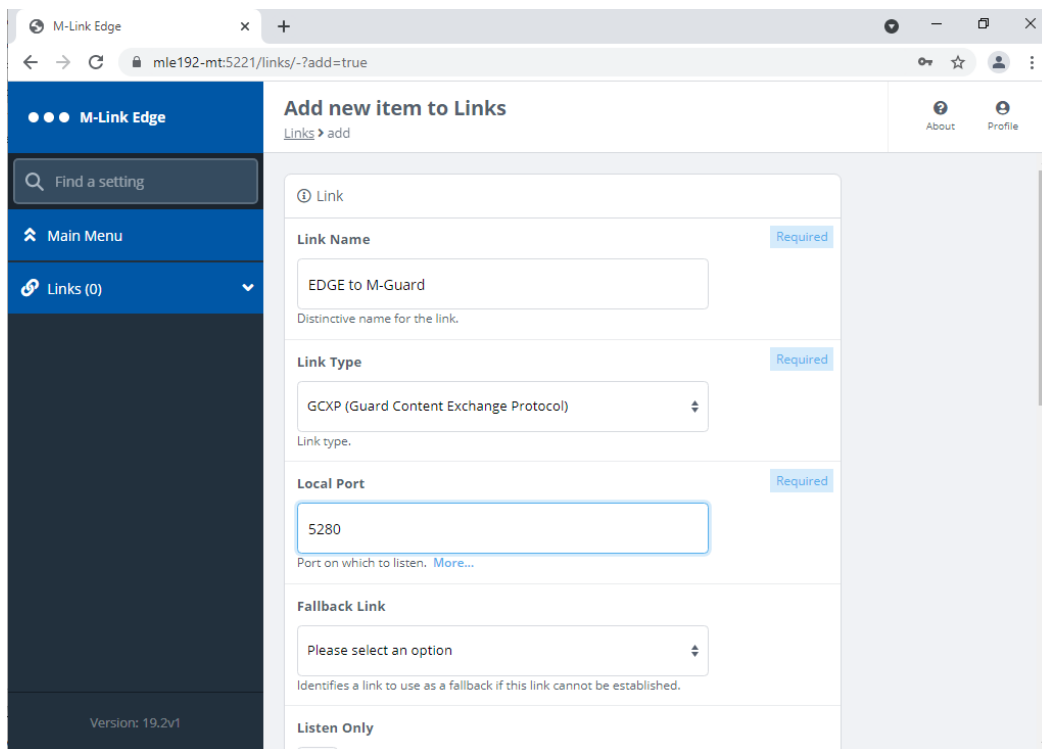 M-Link Edge
mle192-mt:5221/links/-?add=true
M-Link Edge
Find a setting
Main Menu
Links (0)
Version: 19.2v1
Add new item to Links
Links > add
About
Profile
Link
Link Name
Required
EDGE to M-Guard
Distinctive name for the link.
Link Type
Required
GCXP (Guard Content Exchange Protocol)
Link type.
Local Port
Required
5280
Port on which to listen. More...
Fallback Link
Please select an option
Identifies a link to use as a fallback if this link cannot be established.
Listen Only